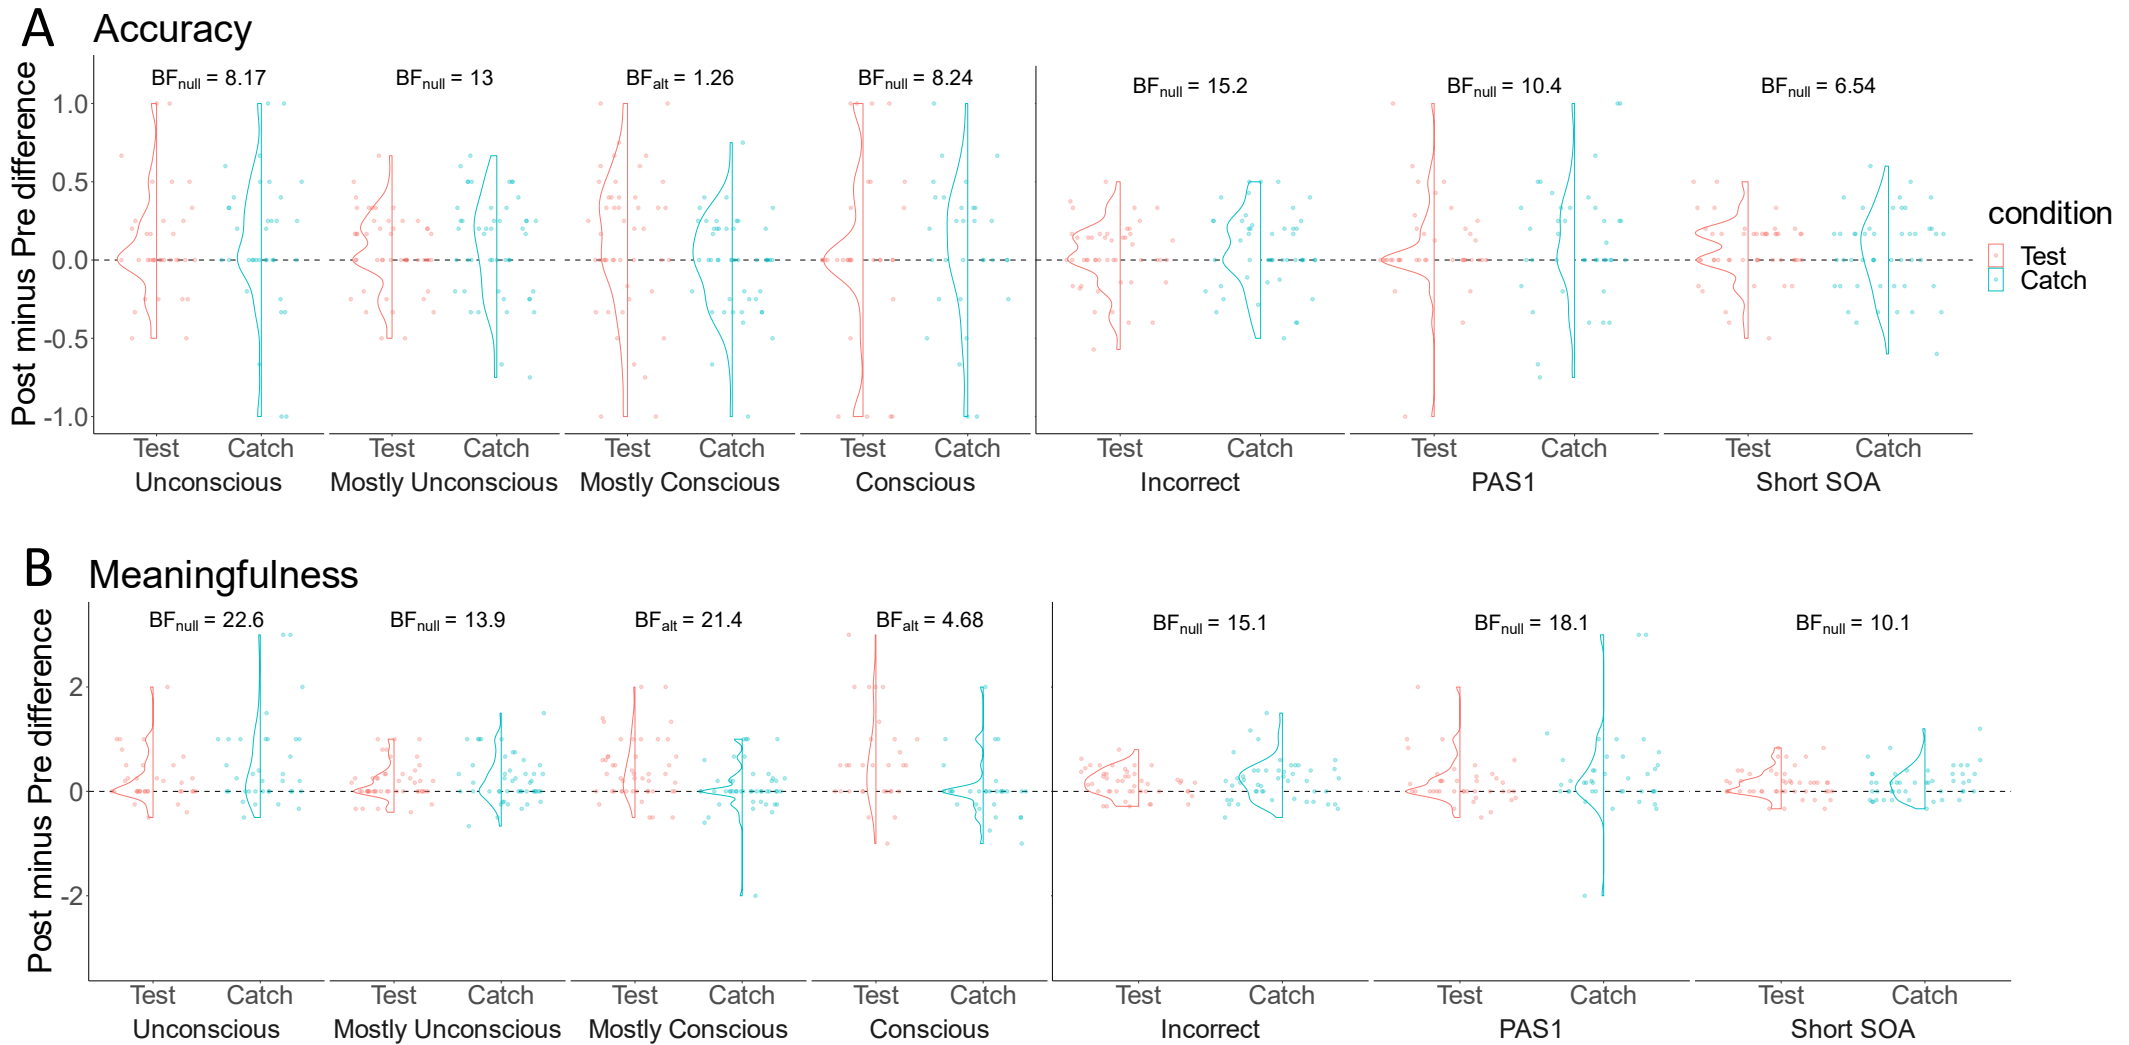 A Accuracy
Post minus Pre difference
BFnull = 8.17 BFnull = 13 BFalt = 1.26 BFnull = 8.24 BFnull = 15.2 BFnull = 10.4 BFnull = 6.54
1.0
0.5
0.0
-0.5
-1.0
Test Catch Test Catch Test Catch Test Catch Test Catch Test Catch Test Catch
Unconscious Mostly Unconscious Mostly Conscious Conscious Incorrect PAS1 Short SOA
condition
Test
Catch
B Meaningfulness
Post minus Pre difference
BFnull = 22.6 BFnull = 13.9 BFalt = 21.4 BFalt = 4.68 BFnull = 15.1 BFnull = 18.1 BFnull = 10.1
2
0
-2
Test Catch Test Catch Test Catch Test Catch Test Catch Test Catch Test Catch
Unconscious Mostly Unconscious Mostly Conscious Conscious Incorrect PAS1 Short SOA